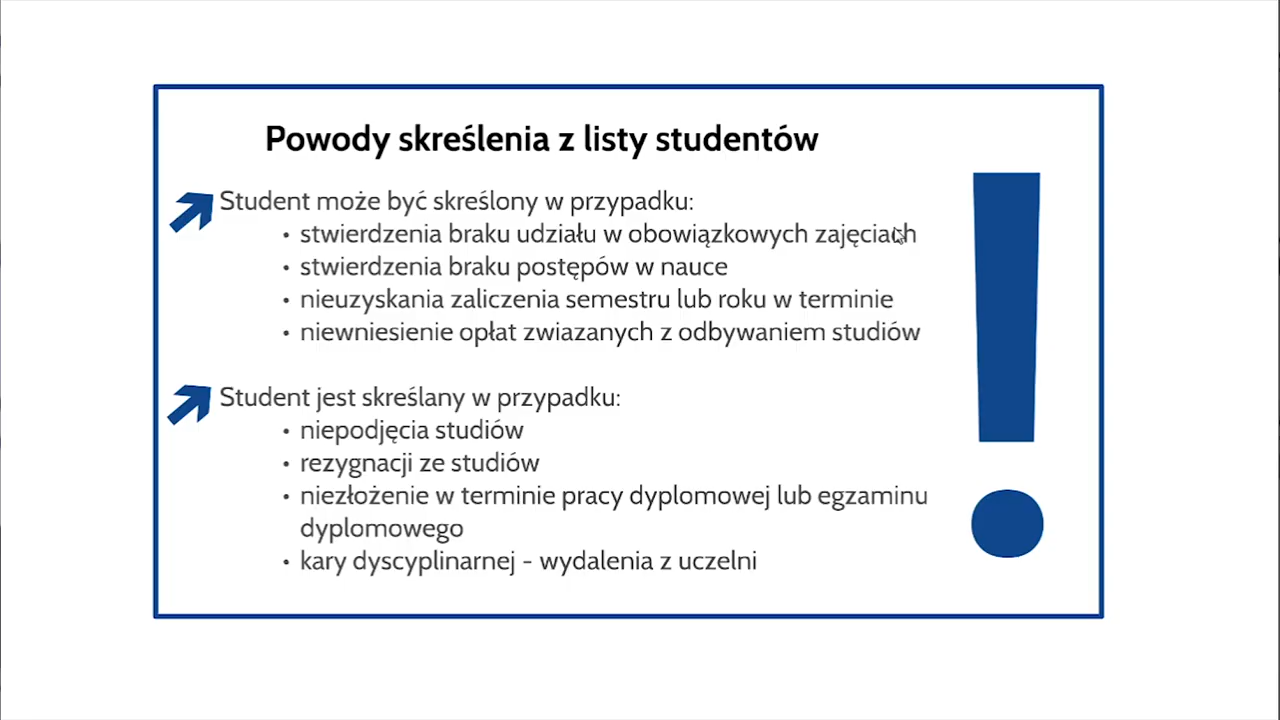 Powody skreślenia z listy studentów
Student może być skreślony w przypadku:
• stwierdzenia braku udziału w obowiązkowych zajęciach
• stwierdzenia braku postępów w nauce
• nieuzyskania zaliczenia semestru lub roku w terminie
• niewniesienie opłat zwiazanych z odbywaniem studiów
Student jest skreślany w przypadku:
• niepodjęcia studiów
• rezygnacji ze studiów
• niezłożenie w terminie pracy dyplomowej lub egzaminu
dyplomowego
• kary dyscyplinarnej - wydalenia z uczelni
!